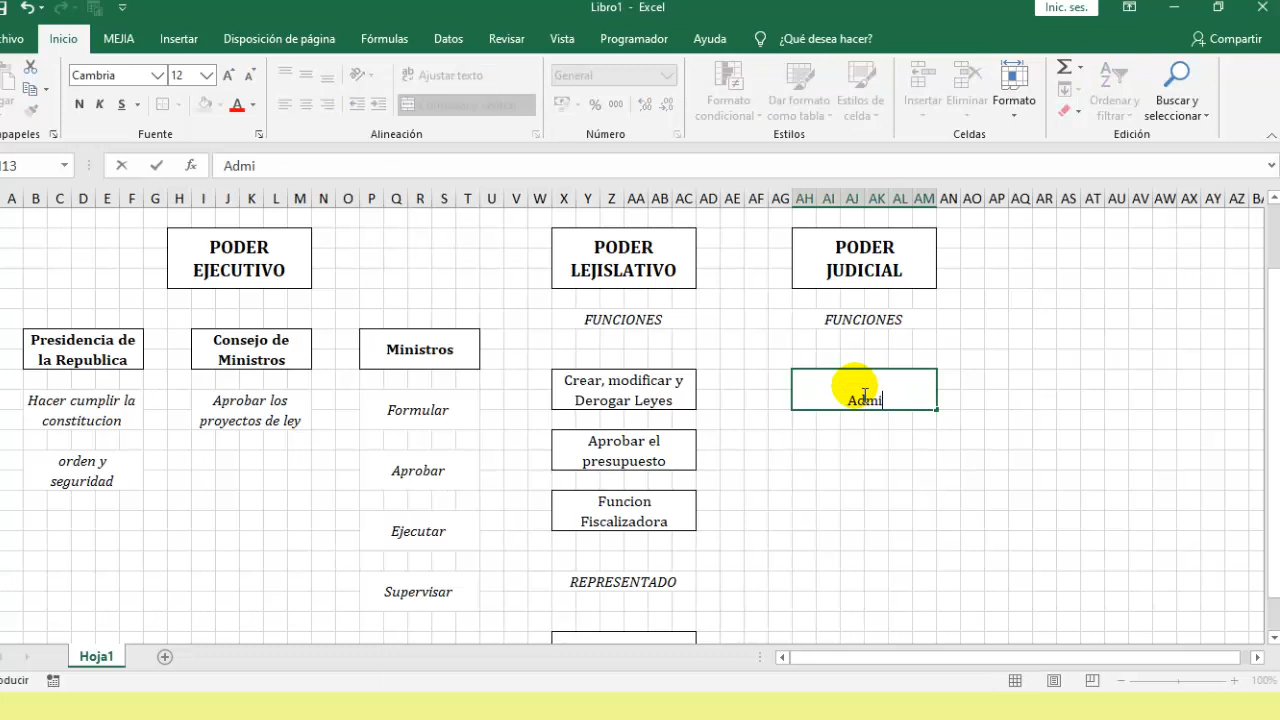 Libro1 - Excel
Inic. ses.
chivo Inicio MEJIA Insertar Disposición de página Fórmulas Datos Revisar Vista Programador Ayuda ¿Qué desea hacer? Compartir
Cambria 12
Ajustar texto
General
Formato condicional
Dar formato como tabla
Estilos de celda
Insertar
Eliminar
Formato
Ordenar y filtrar
Buscar y seleccionar
N K S
% 000
papeles Fuente Alineación Número Estilos Celdas Edición
I13 fx Admi
A B C D E F G H I J K L M N O P Q R S T U V W X Y Z AA AB AC AD AE AF AG AH AI AJ AK AL AM AN AO AP AQ AR AS AT AU AV AW AX AY AZ BA
PODER
EJECUTIVO
PODER
LEJISLATIVO
PODER
JUDICIAL
FUNCIONES
FUNCIONES
Presidencia de
la Republica
Consejo de
Ministros
Ministros
Hacer cumplir la
constitucion
Aprobar los
proyectos de ley
Formular
Crear, modificar y
Derogar Leyes
Admi
orden y
seguridad
Aprobar
Aprobar el
presupuesto
Ejecutar
Funcion
Fiscalizadora
Supervisar
REPRESENTADO
Hoja1
oducir
100%